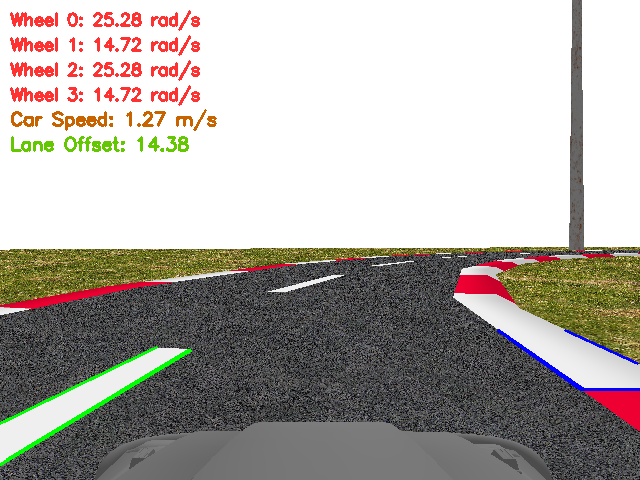 Wheel 0: 25.28 rad/s
Wheel 1: 14.72 rad/s
Wheel 2: 25.28 rad/s
Wheel 3: 14.72 rad/s
Car Speed: 1.27 m/s
Lane Offset: 14.38